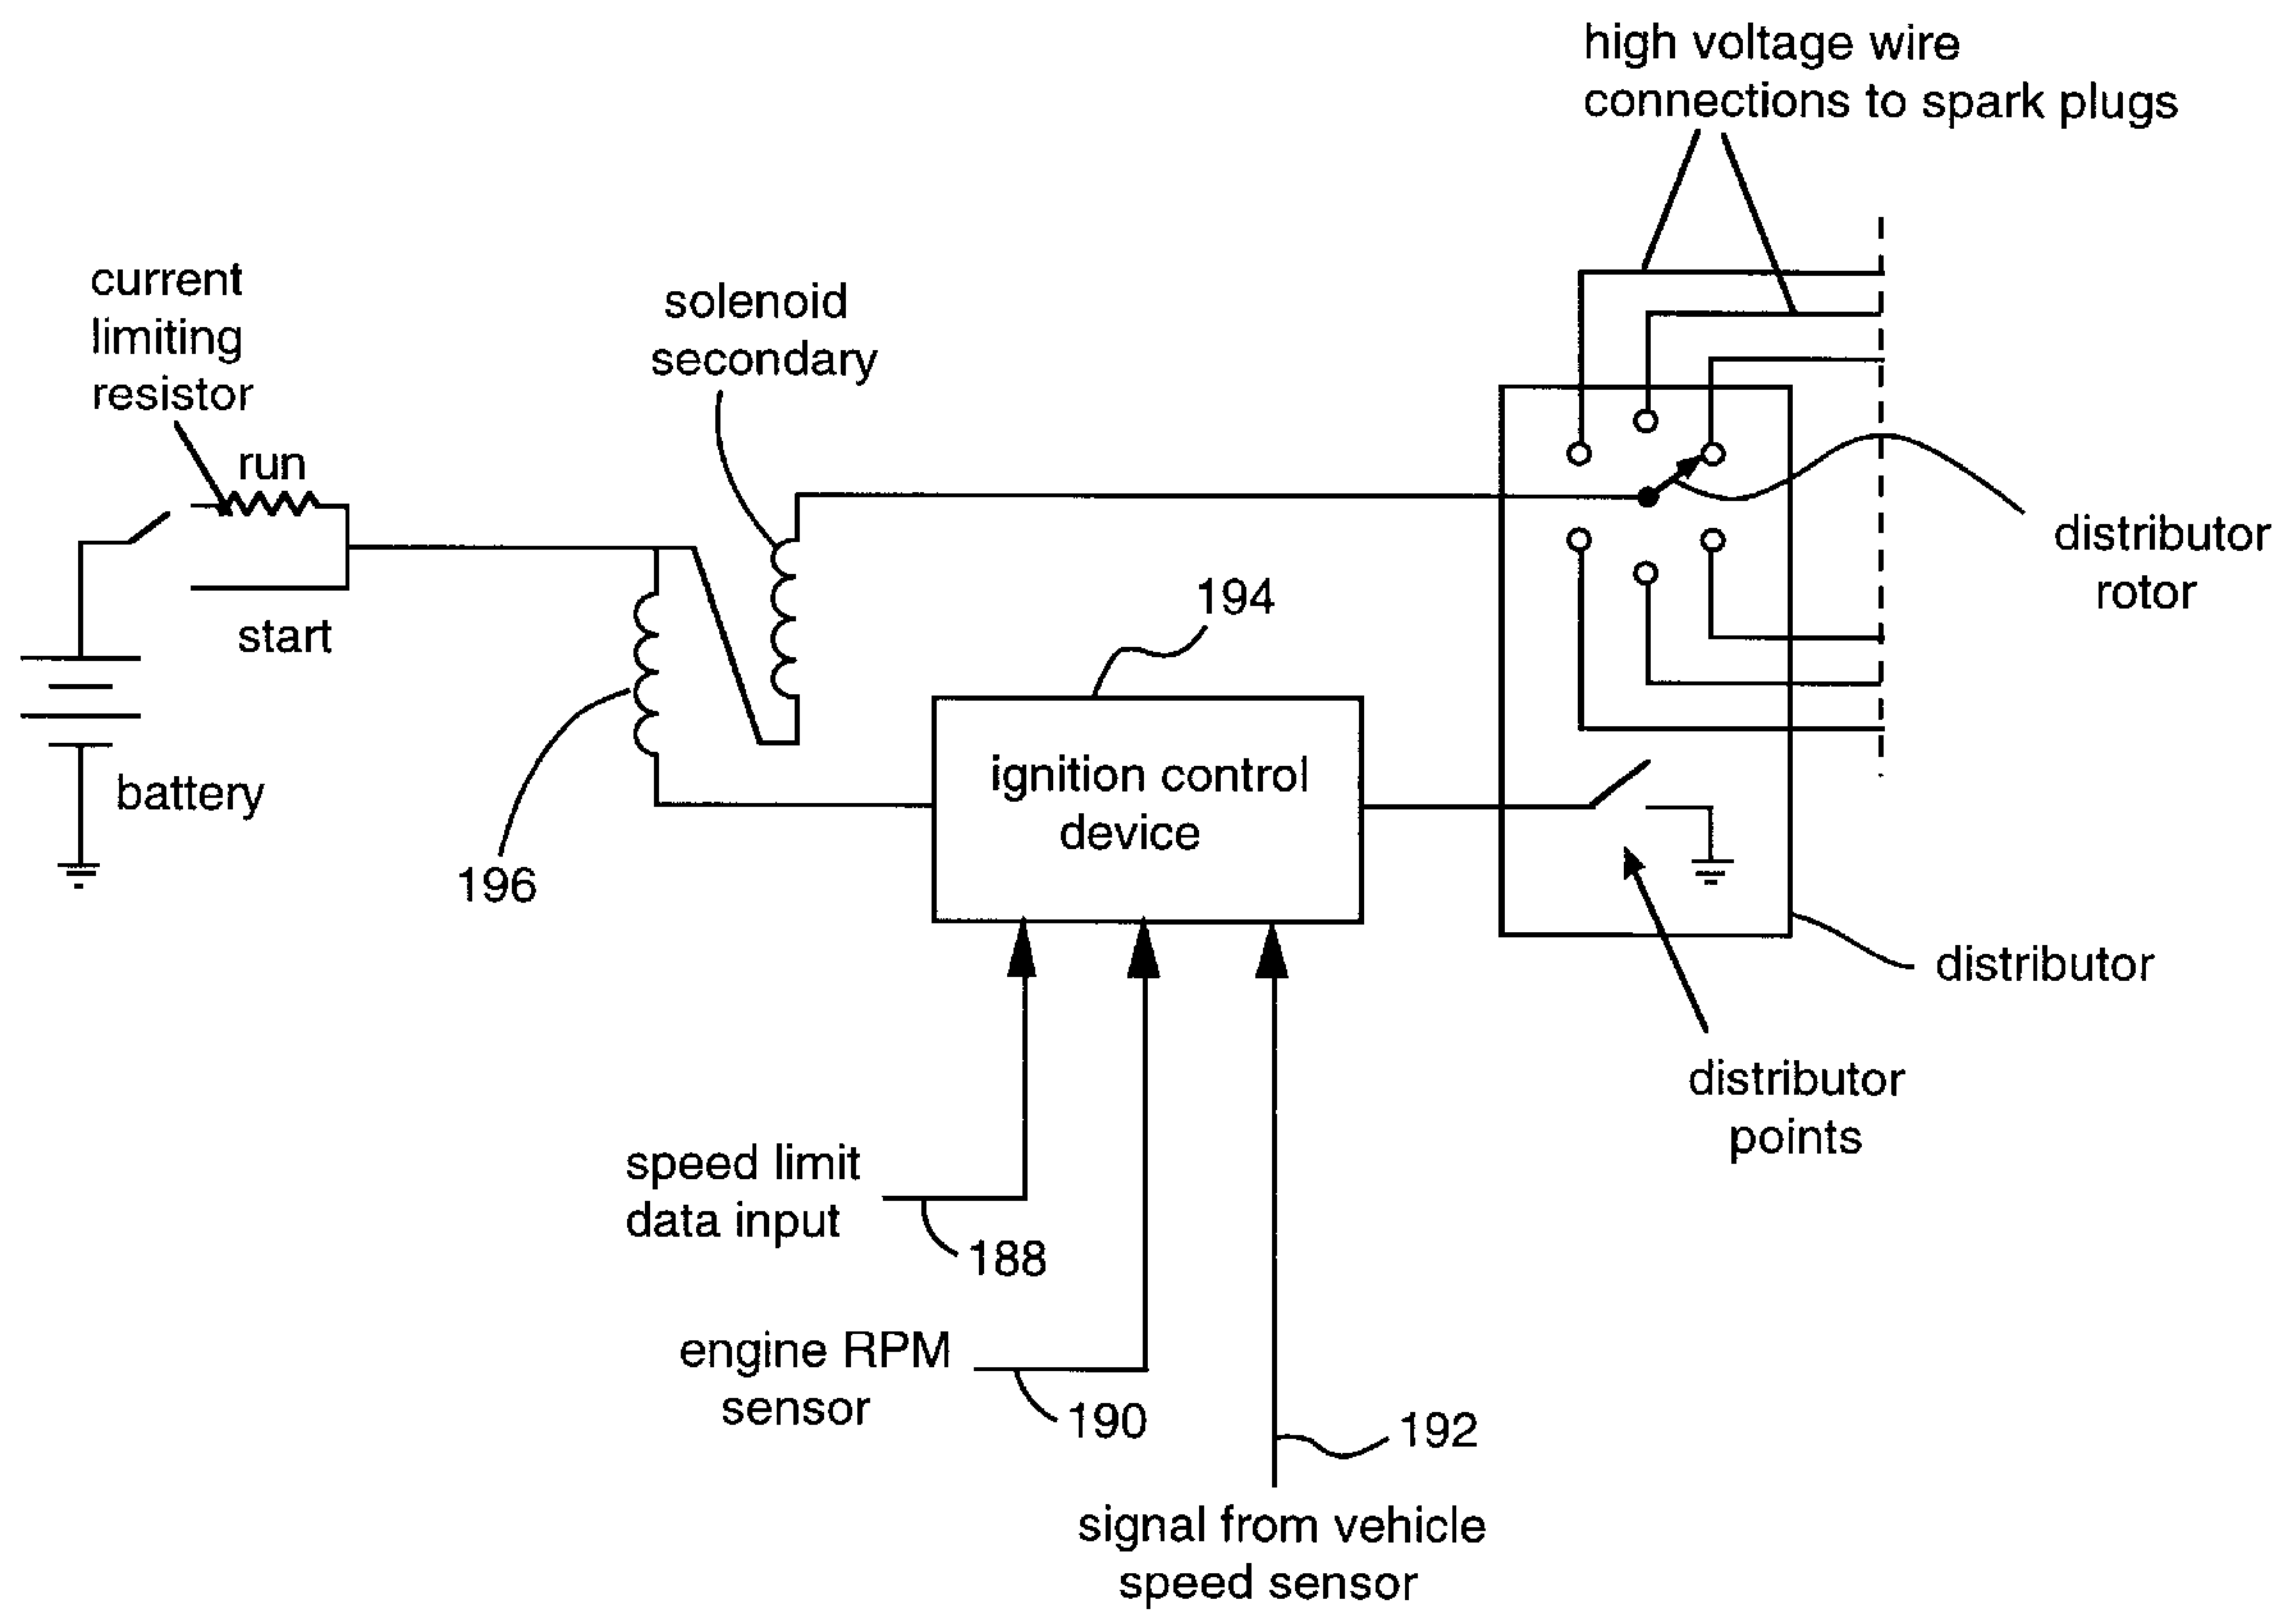 high voltage wire
connections to spark plugs
current
limiting
resistor
run
start
battery
solenoid
secondary
196
194
ignition control
device
distributor
rotor
distributor
distributor
points
speed limit
data input
188
engine RPM
sensor
190
192
signal from vehicle
speed sensor